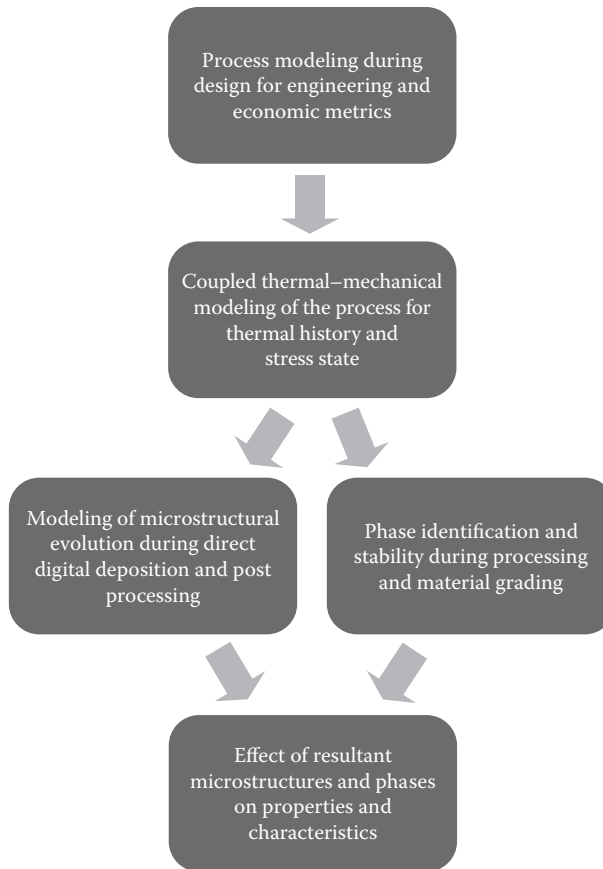 Process modeling during
design for engineering and
economic metrics
Coupled thermal–mechanical
modeling of the process for
thermal history and
stress state
Modeling of microstructural
evolution during direct
digital deposition and post
processing
Phase identification and
stability during processing
and material grading
Effect of resultant
microstructures and phases
on properties and
characteristics